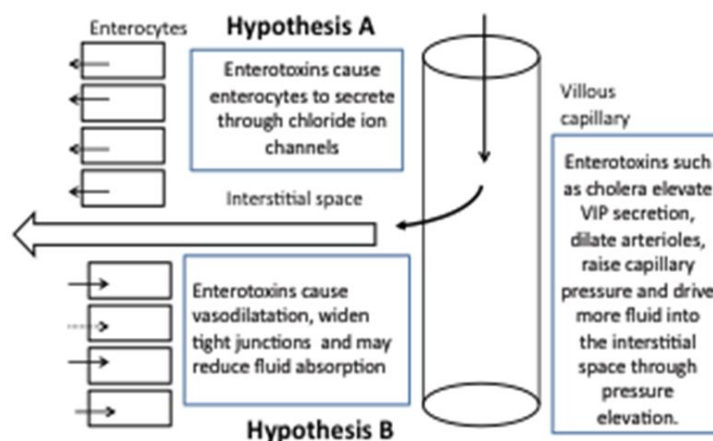 Enterocytes
Hypothesis A
Enterotoxins cause
enterocytes to secrete
through chloride ion
channels
Villous
capillary
Interstitial space
Enterotoxins such
as cholera elevate
VIP secretion,
dilate arterioles,
raise capillary
pressure and drive
more fluid into
the interstitial
space through
pressure
elevation.
Enterotoxins cause
vasodilatation, widen
tight junctions and may
reduce fluid absorption
Hypothesis B